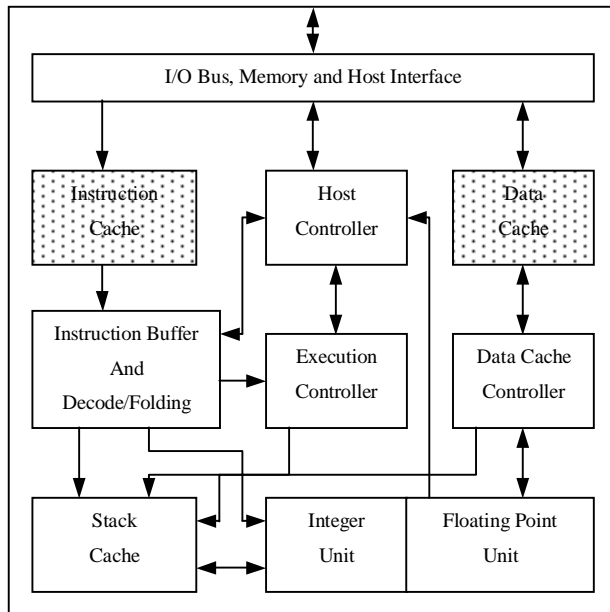 I/O Bus, Memory and Host Interface
Instruction
Cache
Host
Controller
Data
Cache
Instruction Buffer
And
Decode/Folding
Execution
Controller
Data Cache
Controller
Stack
Cache
Integer
Unit
Floating Point
Unit